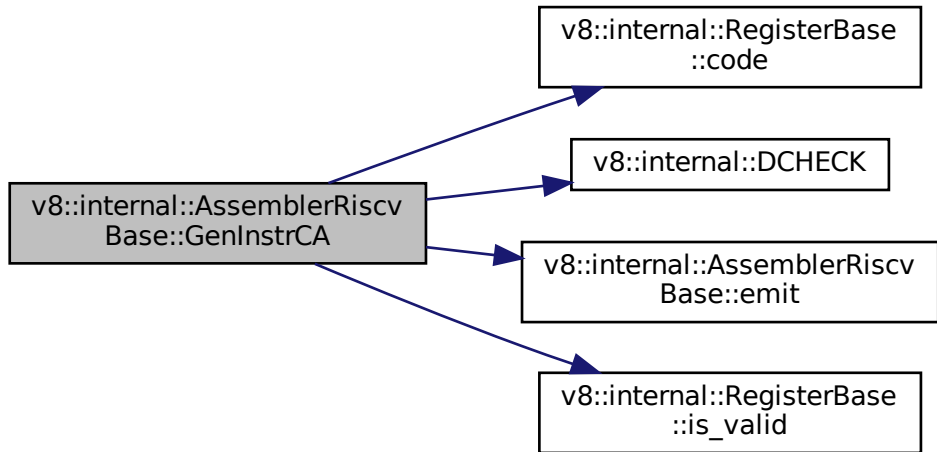 v8::internal::RegisterBase
::code
v8::internal::DCHECK
v8::internal::AssemblerRiscv
Base::GenInstrCA
v8::internal::AssemblerRiscv
Base::emit
v8::internal::RegisterBase
::is_valid